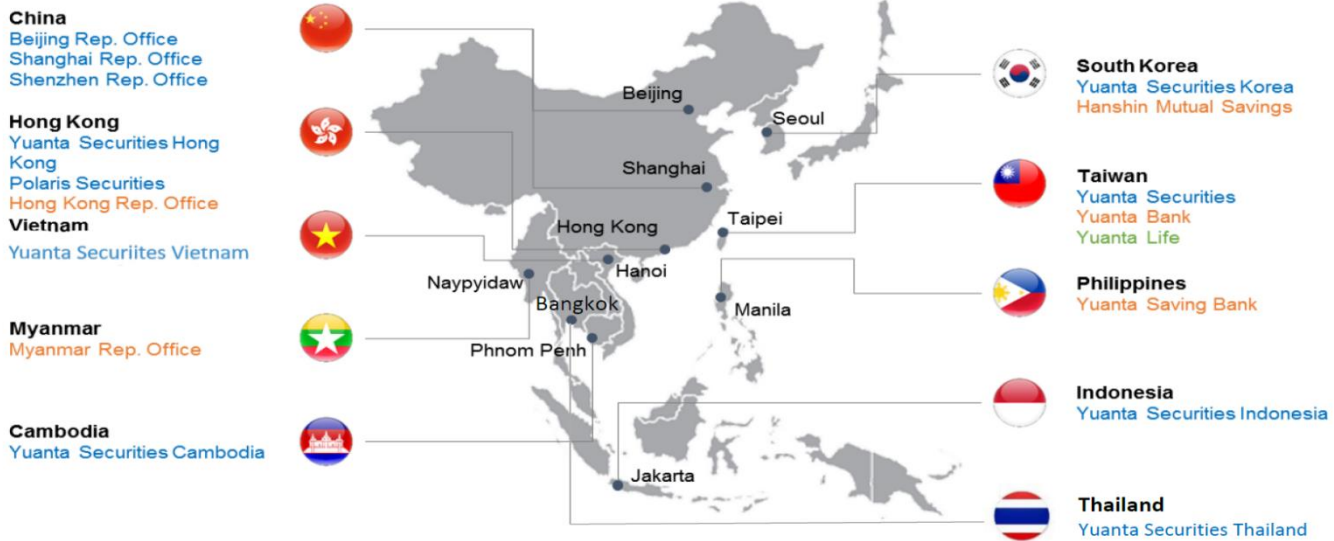 China
Beijing Rep. Office
Shanghai Rep. Office
Shenzhen Rep. Office
Hong Kong
Yuanta Securities Hong
Kong
Polaris Securities
Hong Kong Rep. Office
Vietnam
Yuanta Securiites Vietnam
Myanmar
Myanmar Rep. Office
Cambodia
Yuanta Securities Cambodia
Beijing
Seoul
Shanghai
Hong Kong
Taipei
Hanoi
Naypyidaw
Bangkok
Manila
Phnom Penh
Jakarta
South Korea
Yuanta Securities Korea
Hanshin Mutual Savings
Taiwan
Yuanta Securities
Yuanta Bank
Yuanta Life
Philippines
Yuanta Saving Bank
Indonesia
Yuanta Securities Indonesia
Thailand
Yuanta Securities Thailand